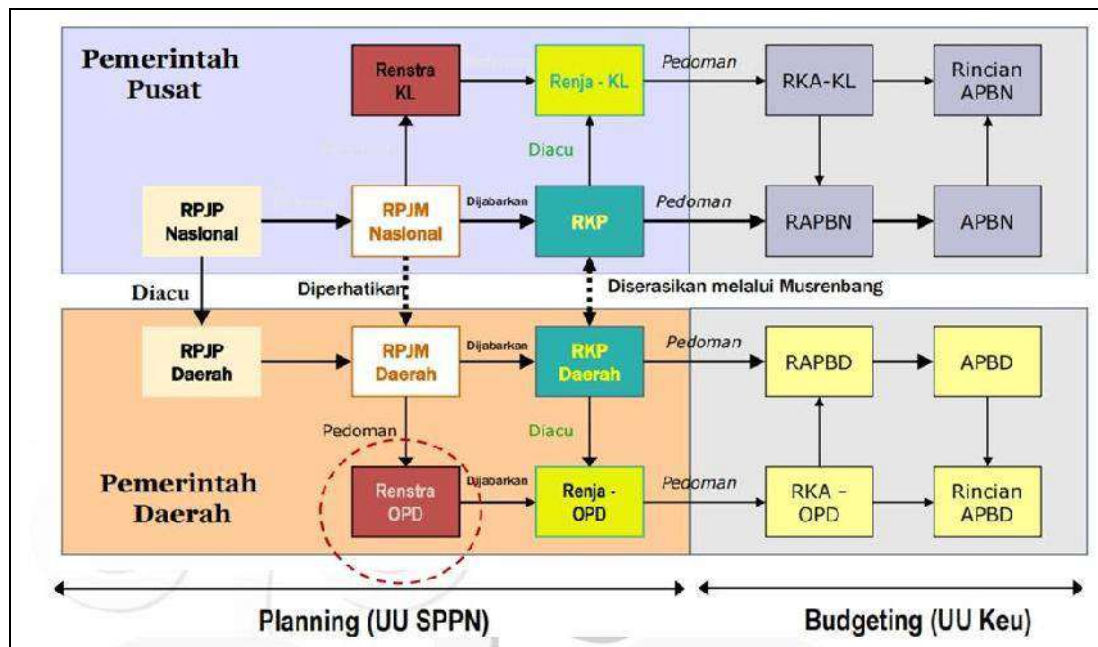 Pemerintah
Pusat
Renstra
KL
Renja - KL
Pedoman
RKA-KL
Rincian
APBN
Diacu
RPJP
Nasional
RPJM
Nasional
Dijabarkan
RKP
Pedoman
RAPBN
APBN
Diacu
Diperhatikan
Diserasikan melalui Musrenbang
RPJP
Daerah
RPJM
Daerah
Dijabarkan
RKP
Daerah
Pedoman
RAPBD
APBD
Pedoman
Diacu
Pemerintah
Daerah
Renstra
OPD
Dijabarkan
Renja -
OPD
Pedoman
RKA –
OPD
Rincian
APBD
Planning (UU SPPN)
Budgeting (UU Keu)